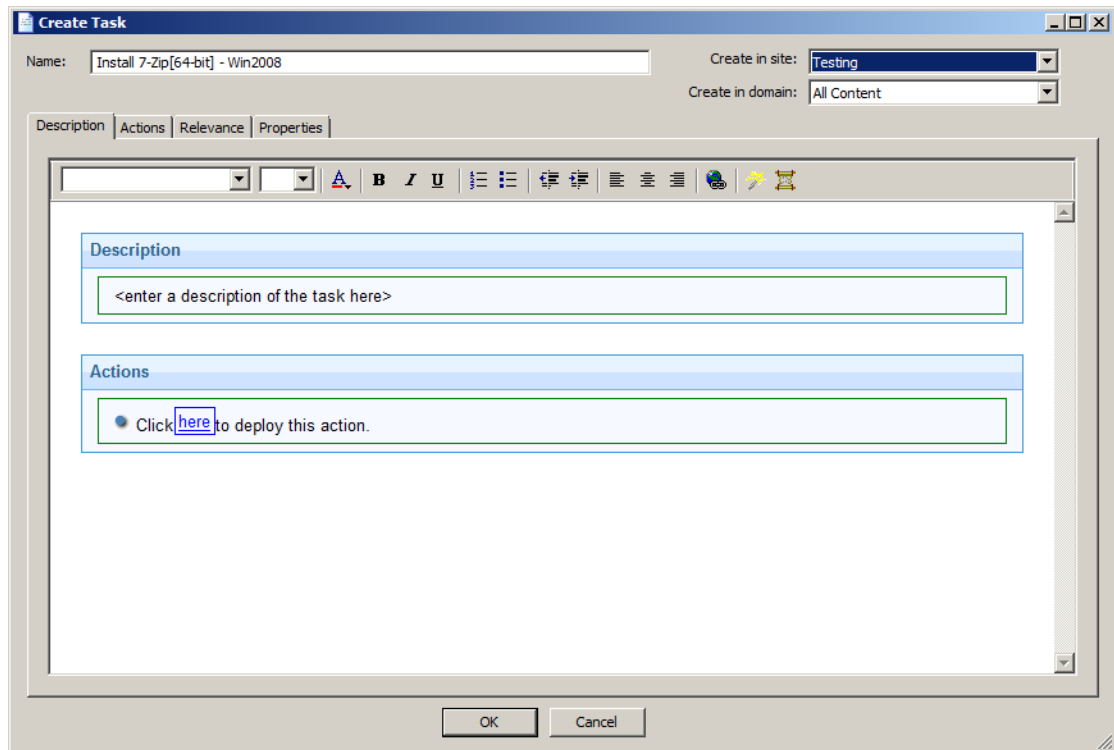 Create Task
Name: Install 7-Zip[64-bit] - Win2008 Create in site: Testing
Create in domain: All Content
Description Actions Relevance Properties
A B I U
Description
<enter a description of the task here>
Actions
Click here to deploy this action.
OK Cancel